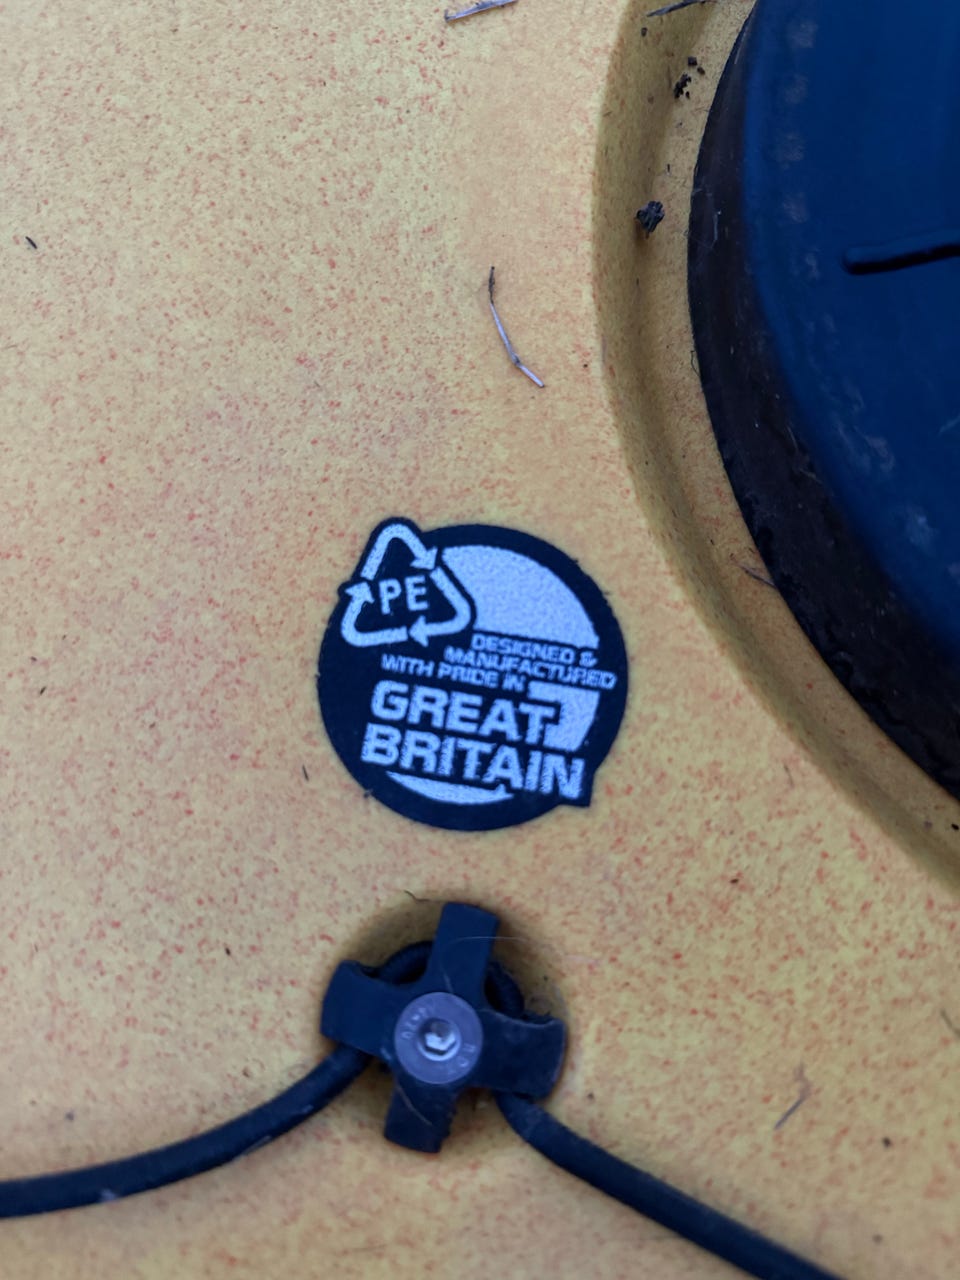 PE
DESIGNED &
MANUFACTURED
WITH PRIDE IN
GREAT
BRITAIN